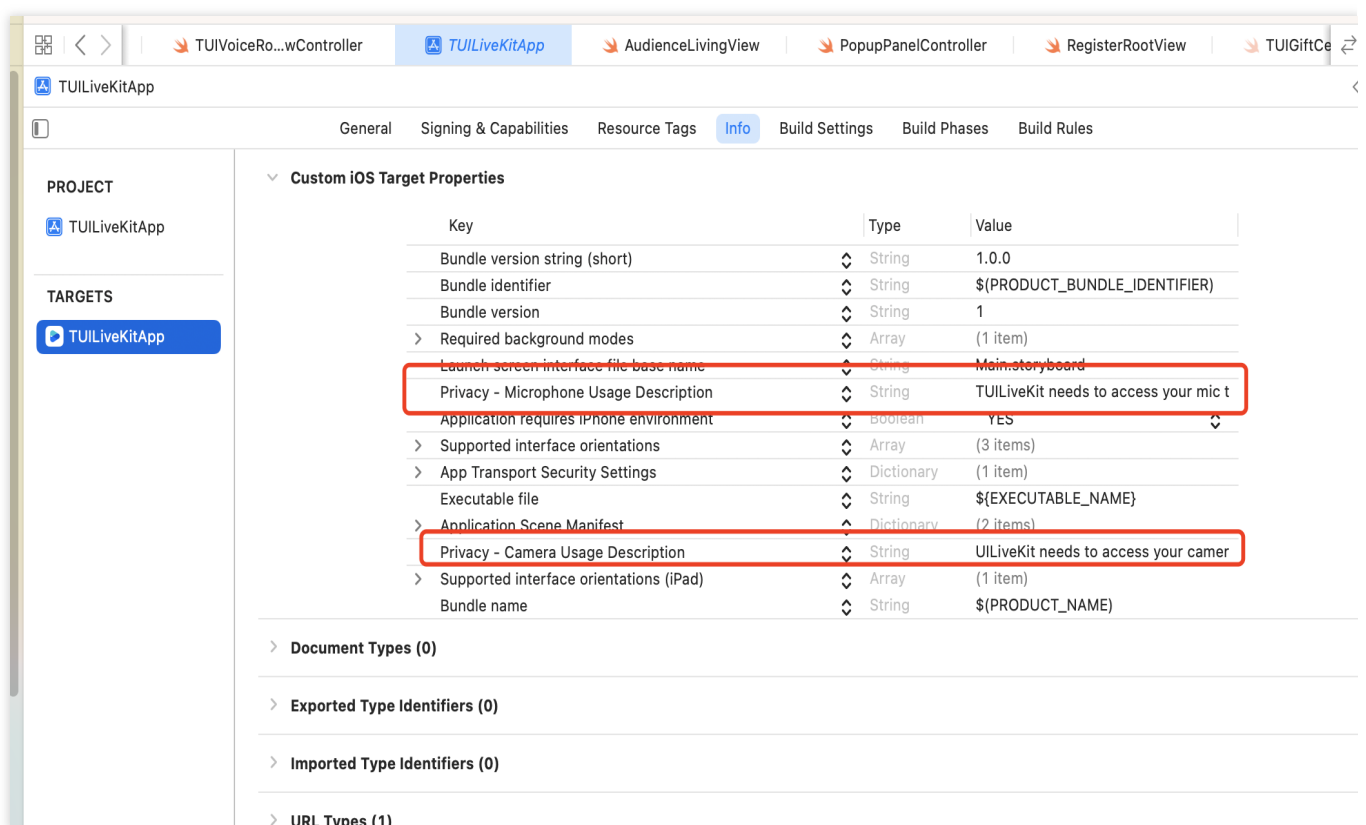 TUIVoiceRo...wController TUILiveKitApp AudienceLivingView PopupPanelController RegisterRootView TUIGiftCe
TUILiveKitApp
General Signing & Capabilities Resource Tags Info Build Settings Build Phases Build Rules
PROJECT
TUILiveKitApp
TARGETS
TUILiveKitApp
Custom iOS Target Properties
Key Type Value
Bundle version string (short) String 1.0.0
Bundle identifier String $(PRODUCT_BUNDLE_IDENTIFIER)
Bundle version String 1
Required background modes Array (1 item)
Launch screen interface file base name String Main.storyboard
Privacy - Microphone Usage Description String TUILiveKit needs to access your mic t
Application requires iPhone environment Boolean YES
Supported interface orientations Array (3 items)
App Transport Security Settings Dictionary (1 item)
Executable file String ${EXECUTABLE_NAME}
Application Scene Manifest Dictionary (2 items)
Privacy - Camera Usage Description String UILiveKit needs to access your camer
Supported interface orientations (iPad) Array (1 item)
Bundle name String $(PRODUCT_NAME)
Document Types (0)
Exported Type Identifiers (0)
Imported Type Identifiers (0)
URL Types (1)